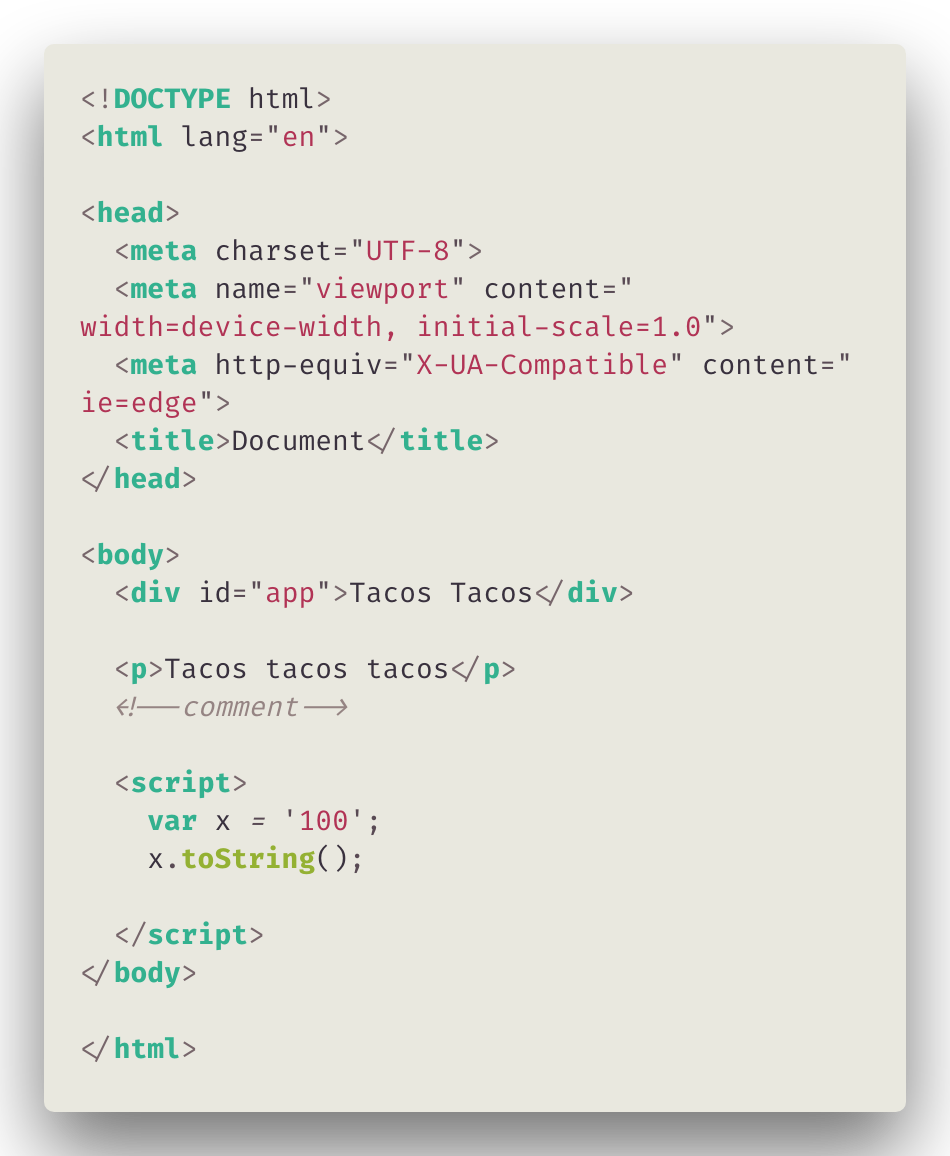 <!DOCTYPE html>
<html lang="en">

<head>
  <meta charset="UTF-8">
  <meta name="viewport" content="
width=device-width, initial-scale=1.0">
  <meta http-equiv="X-UA-Compatible" content="
ie=edge">
  <title>Document</title>
</head>

<body>
  <div id="app">Tacos Tacos</div>

  <p>Tacos tacos tacos</p>
  <!--comment-->

  <script>
    var x = '100';
    x.toString();

  </script>
</body>

</html>